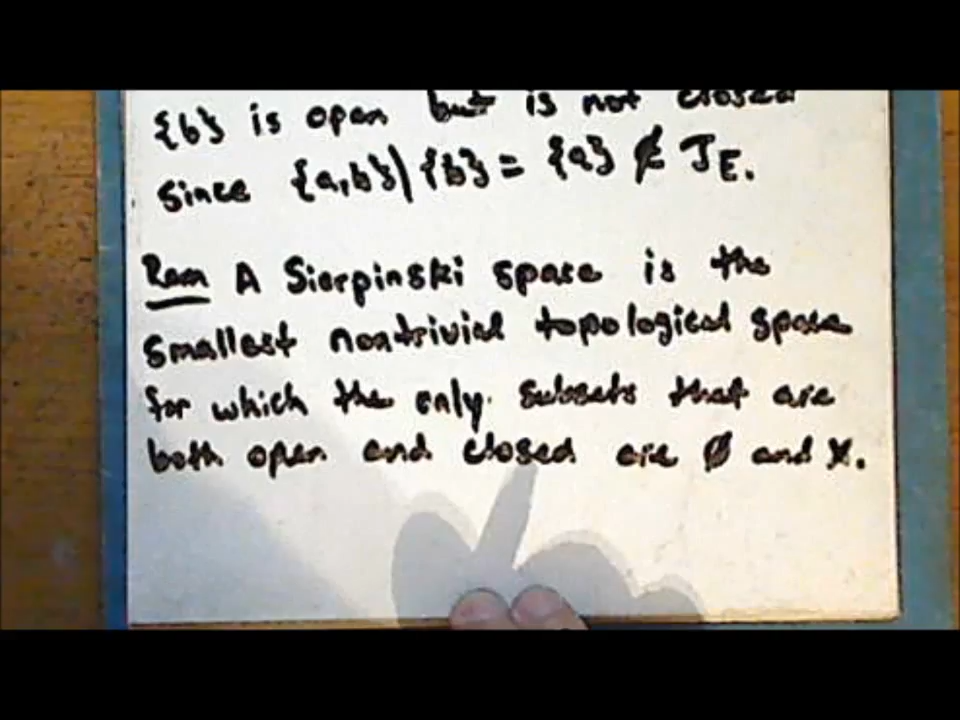 {b} is open but is not closed
since {a,b}\{b} = {a} ∉ T_E.
Rem A Sierpinski space is the
smallest nontrivial topological space
for which the only subsets that are
both open and closed are ∅ and X.